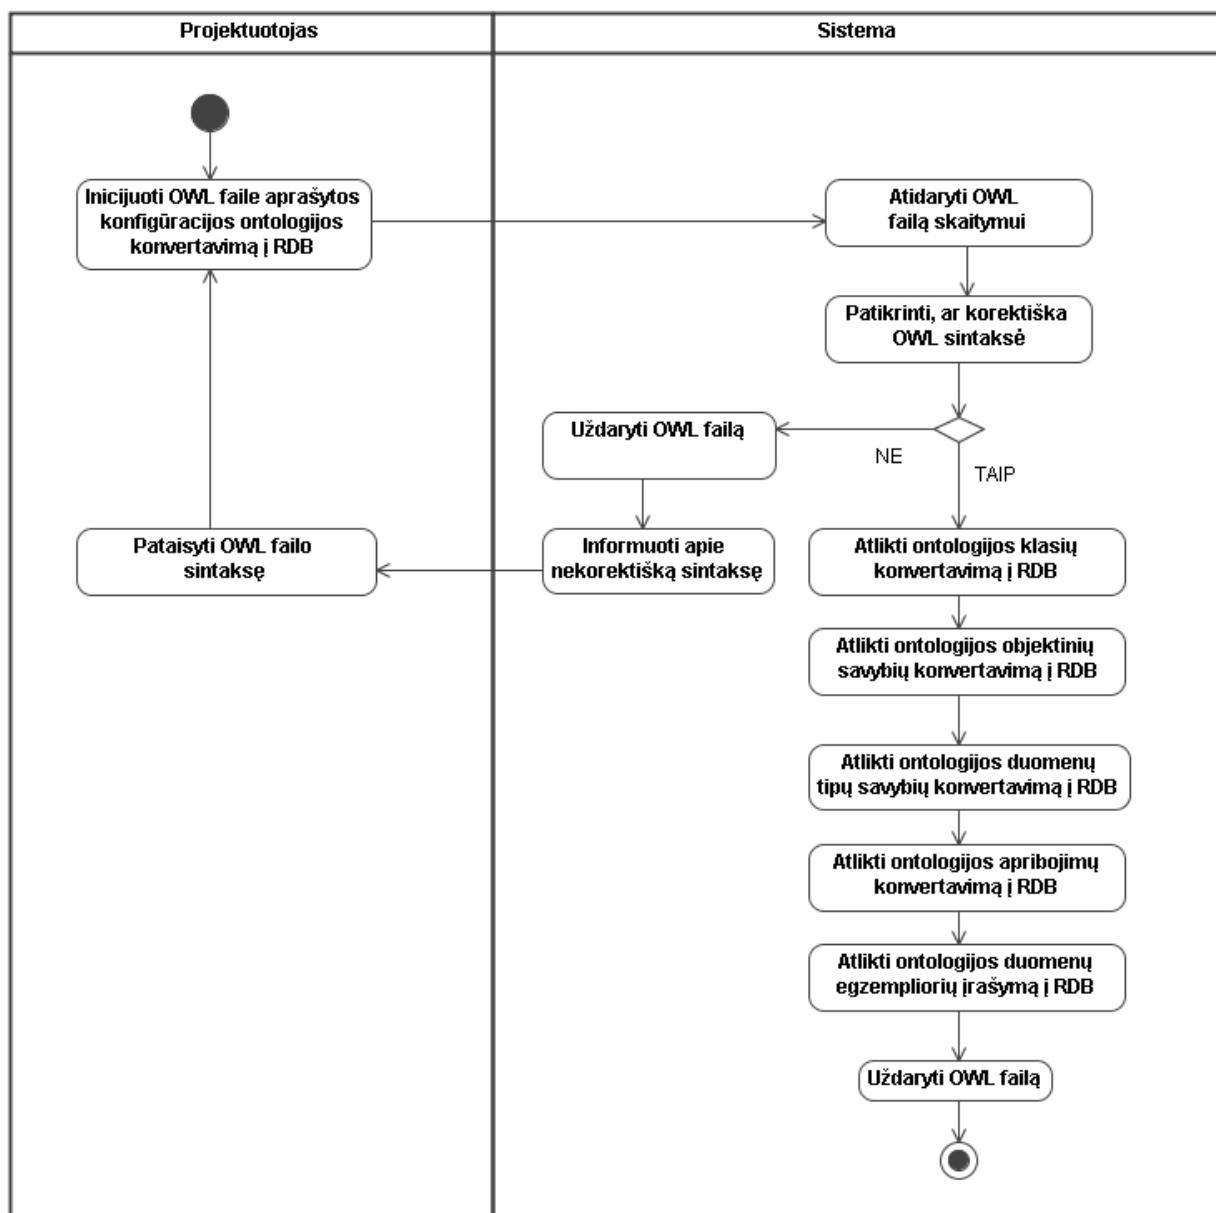 Projektuotojas
Sistema
Inicijuoti OWL faile aprašytos
konfigūracijos ontologijos
konvertavimą į RDB
Atidaryti OWL
failą skaitymui
Patikrinti, ar korektiška
OWL sintaksė
Uždaryti OWL failą
NE
TAIP
Pataisyti OWL failo
sintaksę
Informuoti apie
nekorektišką sintaksę
Atlikti ontologijos klasių
konvertavimą į RDB
Atlikti ontologijos objektinių
savybių konvertavimą į RDB
Atlikti ontologijos duomenų
tipų savybių konvertavimą į RDB
Atlikti ontologijos apribojimų
konvertavimą į RDB
Atlikti ontologijos duomenų
egzempliorių įrašymą į RDB
Uždaryti OWL failą